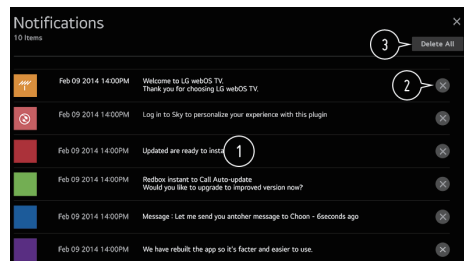 Notifications
10 Items
3
Delete All
Feb 09 2014 14:00PM
Welcome to LG webOS TV.
Thank you for choosing LG webOS TV.
2
Feb 09 2014 14:00PM
Log in to Sky to personalize your experience with this plugin
Feb 09 2014 14:00PM
Updated are ready to insta
1
Feb 09 2014 14:00PM
Redbox instant to Call Auto-update
Would you like to upgrade to improved version now?
Feb 09 2014 14:00PM
Message : Let me send you antoher message to Choon - 6seconds ago
Feb 09 2014 14:00PM
We have rebuilt the app so it's facter and easier to use.